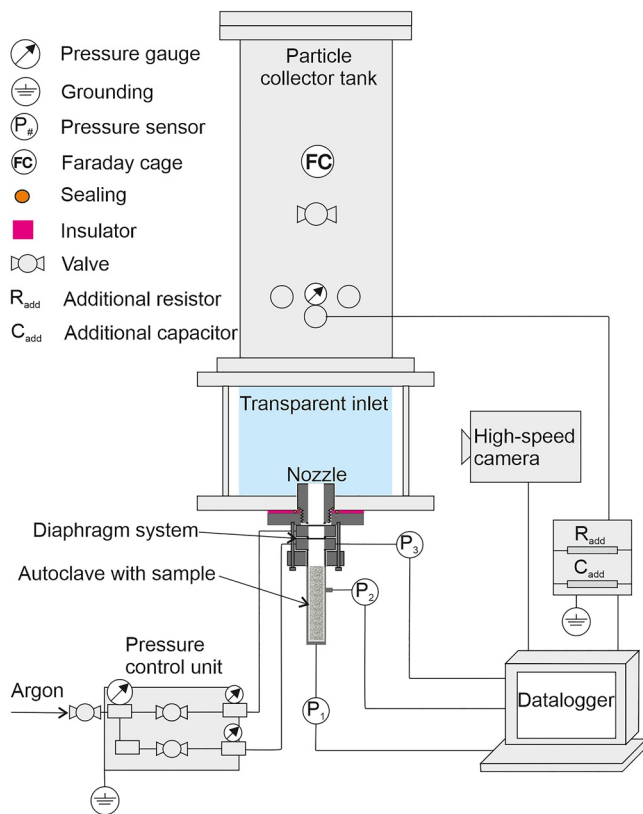 Pressure gauge
Grounding
P#
Pressure sensor
FC
Faraday cage
Sealing
Insulator
Valve
Radd
Additional resistor
Cadd
Additional capacitor
Particle
collector tank
FC
Transparent inlet
Nozzle
High-speed
camera
Diaphragm system
Autoclave with sample
P3
P2
P1
Radd
Cadd
Pressure
control unit
Argon
Datalogger